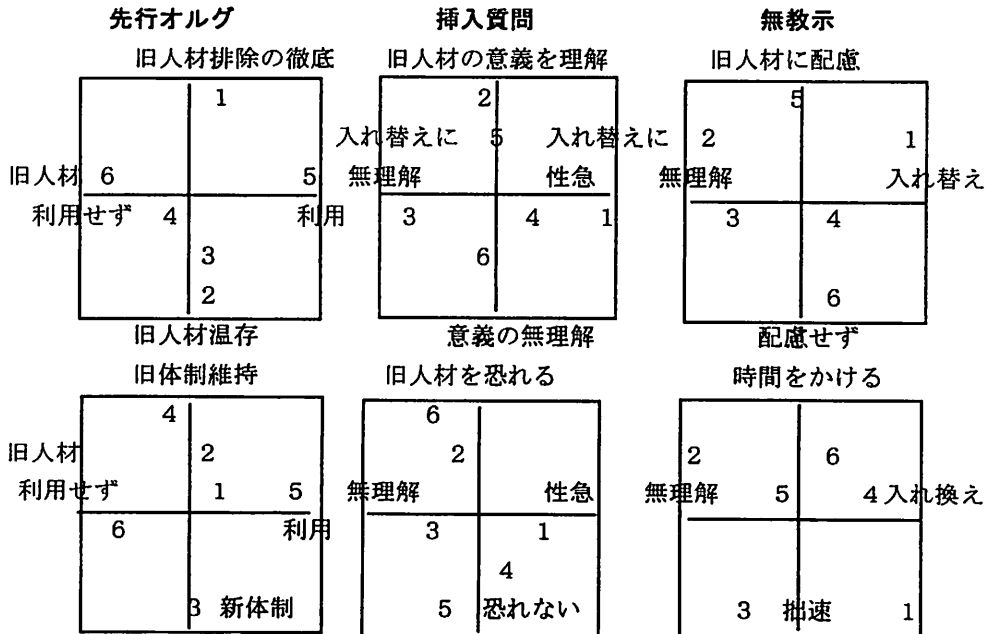 先行オルグ 挿入質問 無教示
旧人材排除の徹底 旧人材の意義を理解 旧人材に配慮
1 2 5
入れ替えに 5 入れ替えに 2 1
旧人材 6 5 無理解 性急 無理解 入れ替え
利用せず 4 利用 3 4 1 3 4
3 6
2 6
旧人材温存 意義の無理解 配慮せず
旧体制維持 旧人材を恐れる 時間をかける
4 6
旧人材 2 2 2 6
利用せず 1 5 無理解 性急 無理解 5 4 入れ換え
6 利用 3 1
4
3 新体制 5 恐れない 3 拙速 1